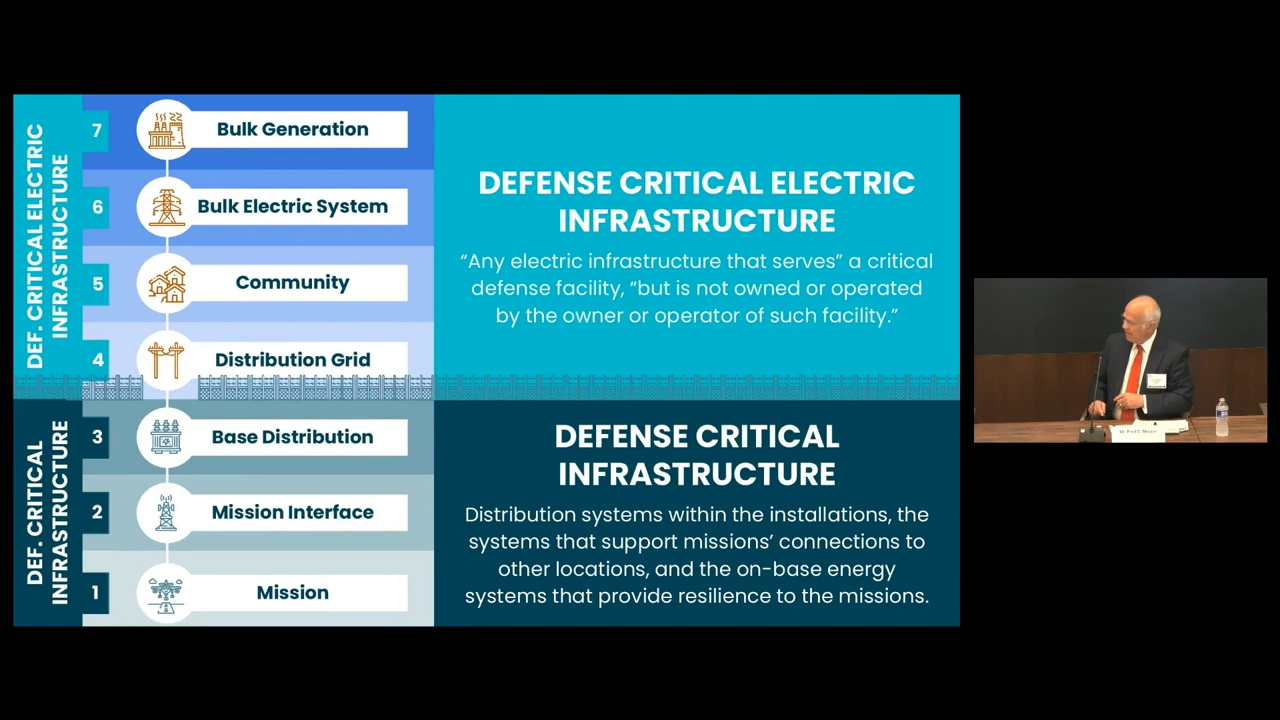 DEF. CRITICAL ELECTRIC
INFRASTRUCTURE
7
Bulk Generation
6
Bulk Electric System
5
Community
4
Distribution Grid
DEFENSE CRITICAL ELECTRIC
INFRASTRUCTURE
“Any electric infrastructure that serves” a critical
defense facility, “but is not owned or operated
by the owner or operator of such facility.”
DEF. CRITICAL
INFRASTRUCTURE
3
Base Distribution
2
Mission Interface
1
Mission
DEFENSE CRITICAL
INFRASTRUCTURE
Distribution systems within the installations, the
systems that support missions’ connections to
other locations, and the on-base energy
systems that provide resilience to the missions.